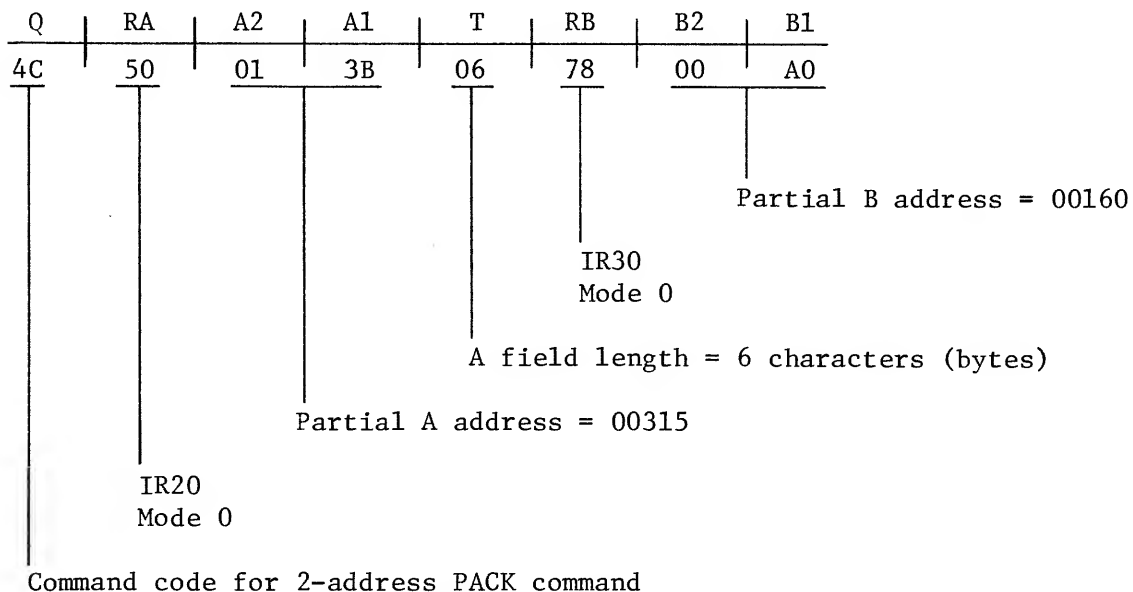 Q RA A2 A1 T RB B2 B1
4C 50 01 3B 06 78 00 A0
Partial B address = 00160
IR30
Mode 0
A field length = 6 characters (bytes)
Partial A address = 00315
IR20
Mode 0
Command code for 2-address PACK command